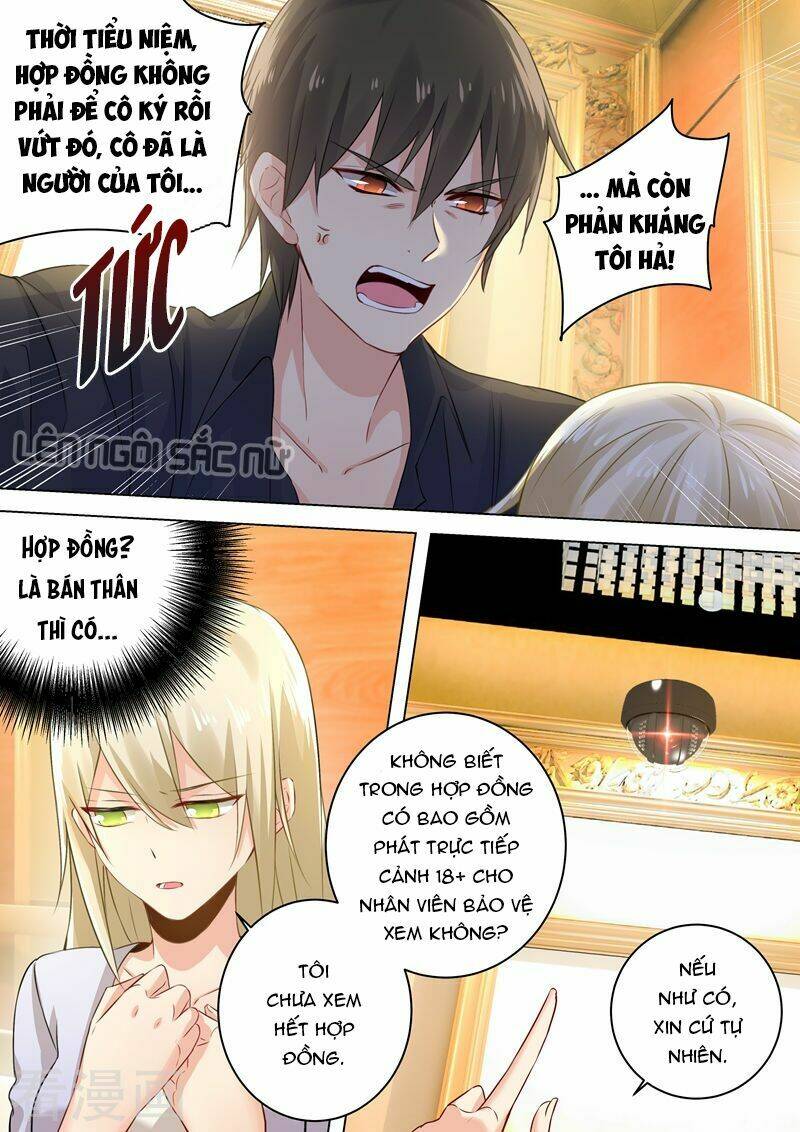 THỜI TIỂU NIỆM,
HỢP ĐỒNG KHÔNG
PHẢI ĐỂ CÔ KÝ RỒI
VỨT ĐÓ, CÔ ĐÃ LÀ
NGƯỜI CỦA TÔI...
... MÀ CÒN
PHẢN KHÁNG
TÔI HẢ!
TỨC
LÊN NGÔI SẮC NỮ
HỢP ĐỒNG?
LÀ BÁN THÂN
THÌ CÓ...
KHÔNG BIẾT
TRONG HỢP ĐỒNG
CÓ BAO GỒM
PHÁT TRỰC TIẾP
CẢNH 18+ CHO
NHÂN VIÊN BẢO VỆ
XEM KHÔNG?
TÔI
CHƯA XEM
HẾT HỢP
ĐỒNG.
NẾU
NHƯ CÓ,
XIN CỨ TỰ
NHIÊN.
看漫画